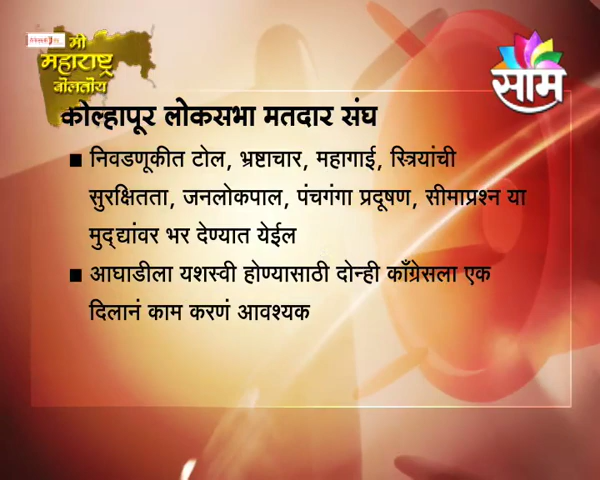 मी
महाराष्ट्र
बोलतोय
साम
कोल्हापूर लोकसभा मतदार संघ
■ निवडणूकीत टोल, भ्रष्टाचार, महागाई, स्त्रियांची
सुरक्षितता, जनलोकपाल, पंचगंगा प्रदूषण, सीमाप्रश्न या
मुद्द्यांवर भर देण्यात येईल
■ आघाडीला यशस्वी होण्यासाठी दोन्ही काँग्रेसला एक
दिलानं काम करणं आवश्यक